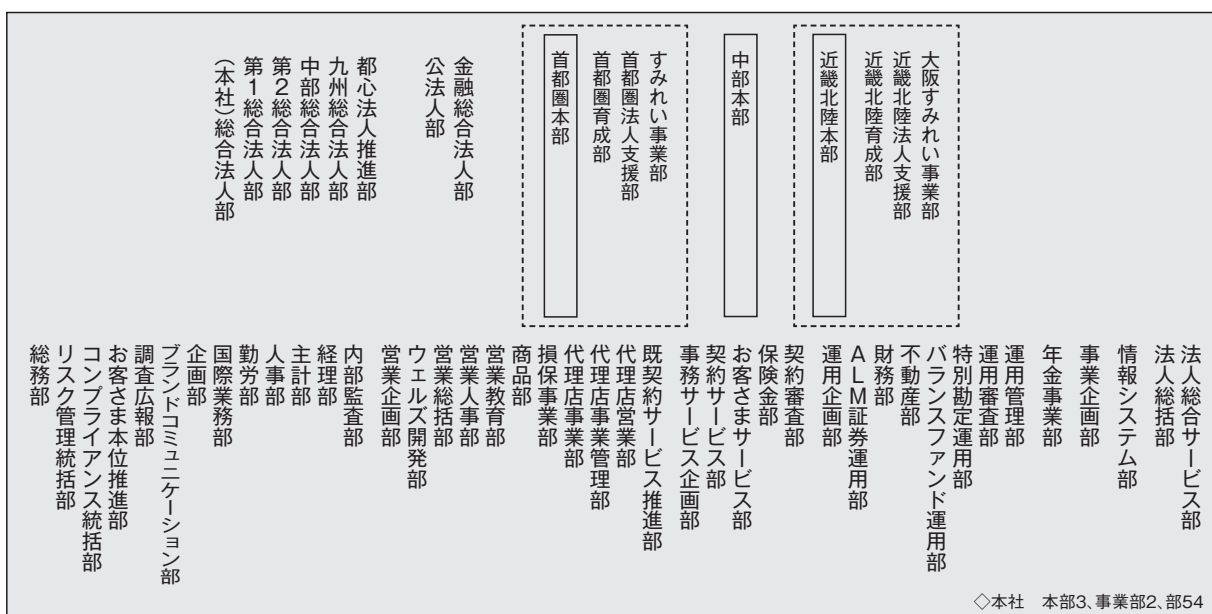 （本社）総合法人部
第1総合法人部
第2総合法人部
中部総合法人部
九州総合法人部
都心法人推進部
公法人部
金融総合法人部
首都圏本部
首都圏育成部
首都圏法人支援部
すみれい事業部
中部本部
近畿北陸本部
近畿北陸育成部
近畿北陸法人支援部
大阪すみれい事業部
総務部
リスク管理統括部
コンプライアンス統括部
お客さま本位推進部
調査広報部
ブランドコミュニケーション部
企画部
国際業務部
勤労部
人事部
主計部
経理部
内部監査部
営業企画部
ウェルズ開発部
営業総括部
営業人事部
営業教育部
商品部
損保事業部
代理店事業部
代理店事業管理部
代理店営業部
既契約サービス推進部
事務サービス企画部
契約サービス部
お客さまサービス部
保険金部
契約審査部
運用企画部
ALM証券運用部
財務部
不動産部
バランスファンド運用部
特別勘定運用部
運用審査部
運用管理部
年金事業部
事業企画部
情報システム部
法人総括部
法人総合サービス部
◇本社　本部3、事業部2、部54